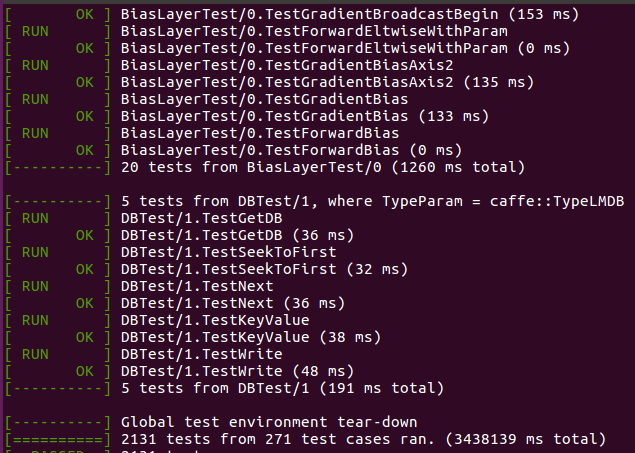 [       OK ] BiasLayerTest/0.TestGradientBroadcastBegin (153 ms)
[ RUN      ] BiasLayerTest/0.TestForwardEltwiseWithParam
[       OK ] BiasLayerTest/0.TestForwardEltwiseWithParam (0 ms)
[ RUN      ] BiasLayerTest/0.TestGradientBiasAxis2
[       OK ] BiasLayerTest/0.TestGradientBiasAxis2 (135 ms)
[ RUN      ] BiasLayerTest/0.TestGradientBias
[       OK ] BiasLayerTest/0.TestGradientBias (133 ms)
[ RUN      ] BiasLayerTest/0.TestForwardBias
[       OK ] BiasLayerTest/0.TestForwardBias (0 ms)
[----------] 20 tests from BiasLayerTest/0 (1260 ms total)
[----------] 5 tests from DBTest/1, where TypeParam = caffe::TypeLMDB
[ RUN      ] DBTest/1.TestGetDB
[       OK ] DBTest/1.TestGetDB (36 ms)
[ RUN      ] DBTest/1.TestSeekToFirst
[       OK ] DBTest/1.TestSeekToFirst (32 ms)
[ RUN      ] DBTest/1.TestNext
[       OK ] DBTest/1.TestNext (36 ms)
[ RUN      ] DBTest/1.TestKeyValue
[       OK ] DBTest/1.TestKeyValue (38 ms)
[ RUN      ] DBTest/1.TestWrite
[       OK ] DBTest/1.TestWrite (48 ms)
[----------] 5 tests from DBTest/1 (191 ms total)
[----------] Global test environment tear-down
[==========] 2131 tests from 271 test cases ran. (3438139 ms total)